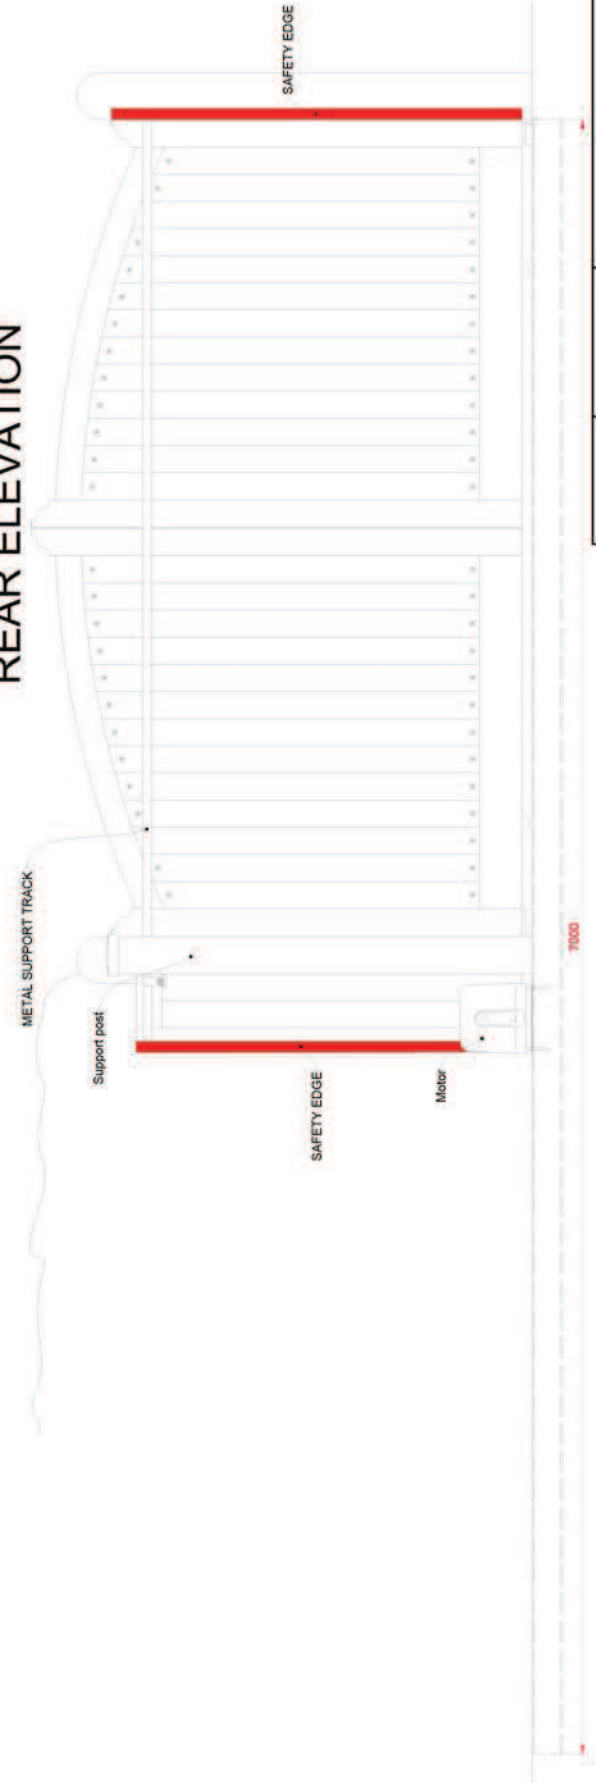 REAR ELEVATION
METAL SUPPORT TRACK
Support post
SAFETY EDGE
SAFETY EDGE
Motor
7000